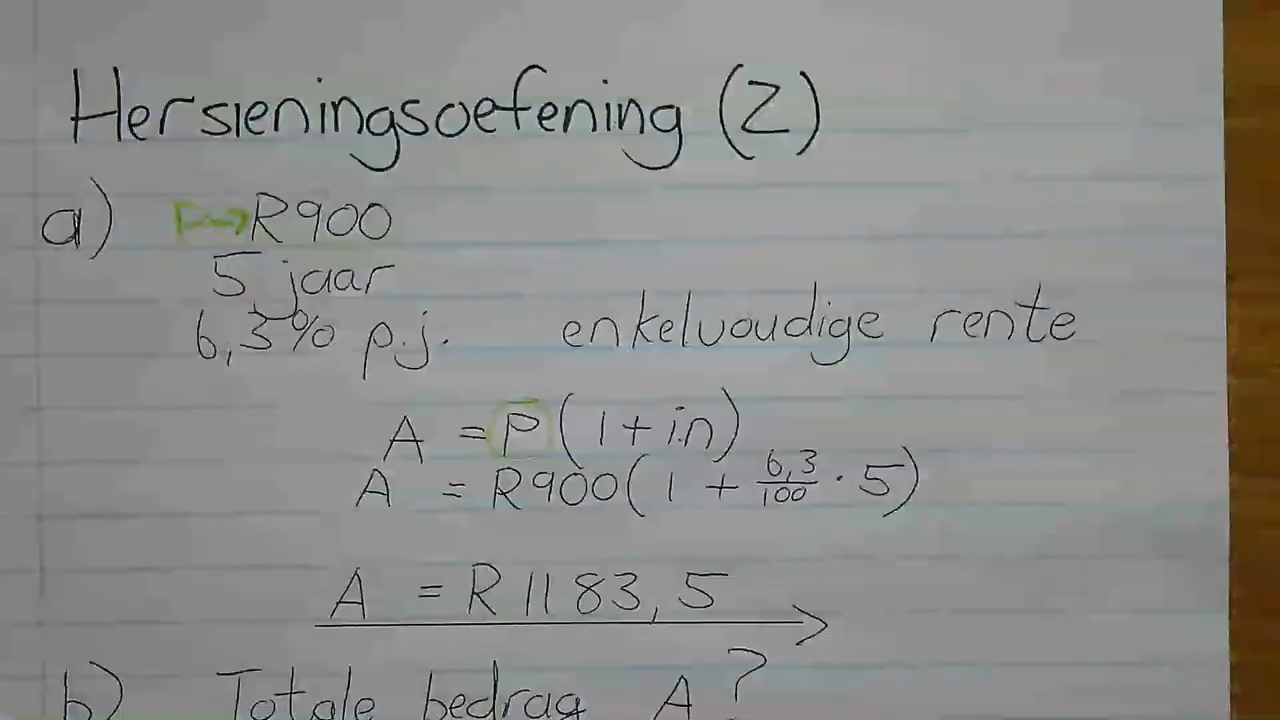 Hersieningsoefening (2)
a) P → R900
5 jaar
6,3% p.j. enkelvoudige rente
A = P(1 + i.n)
A = R900(1 + 6,3/100 · 5)
A = R1183,5
b) Totale bedrag A?